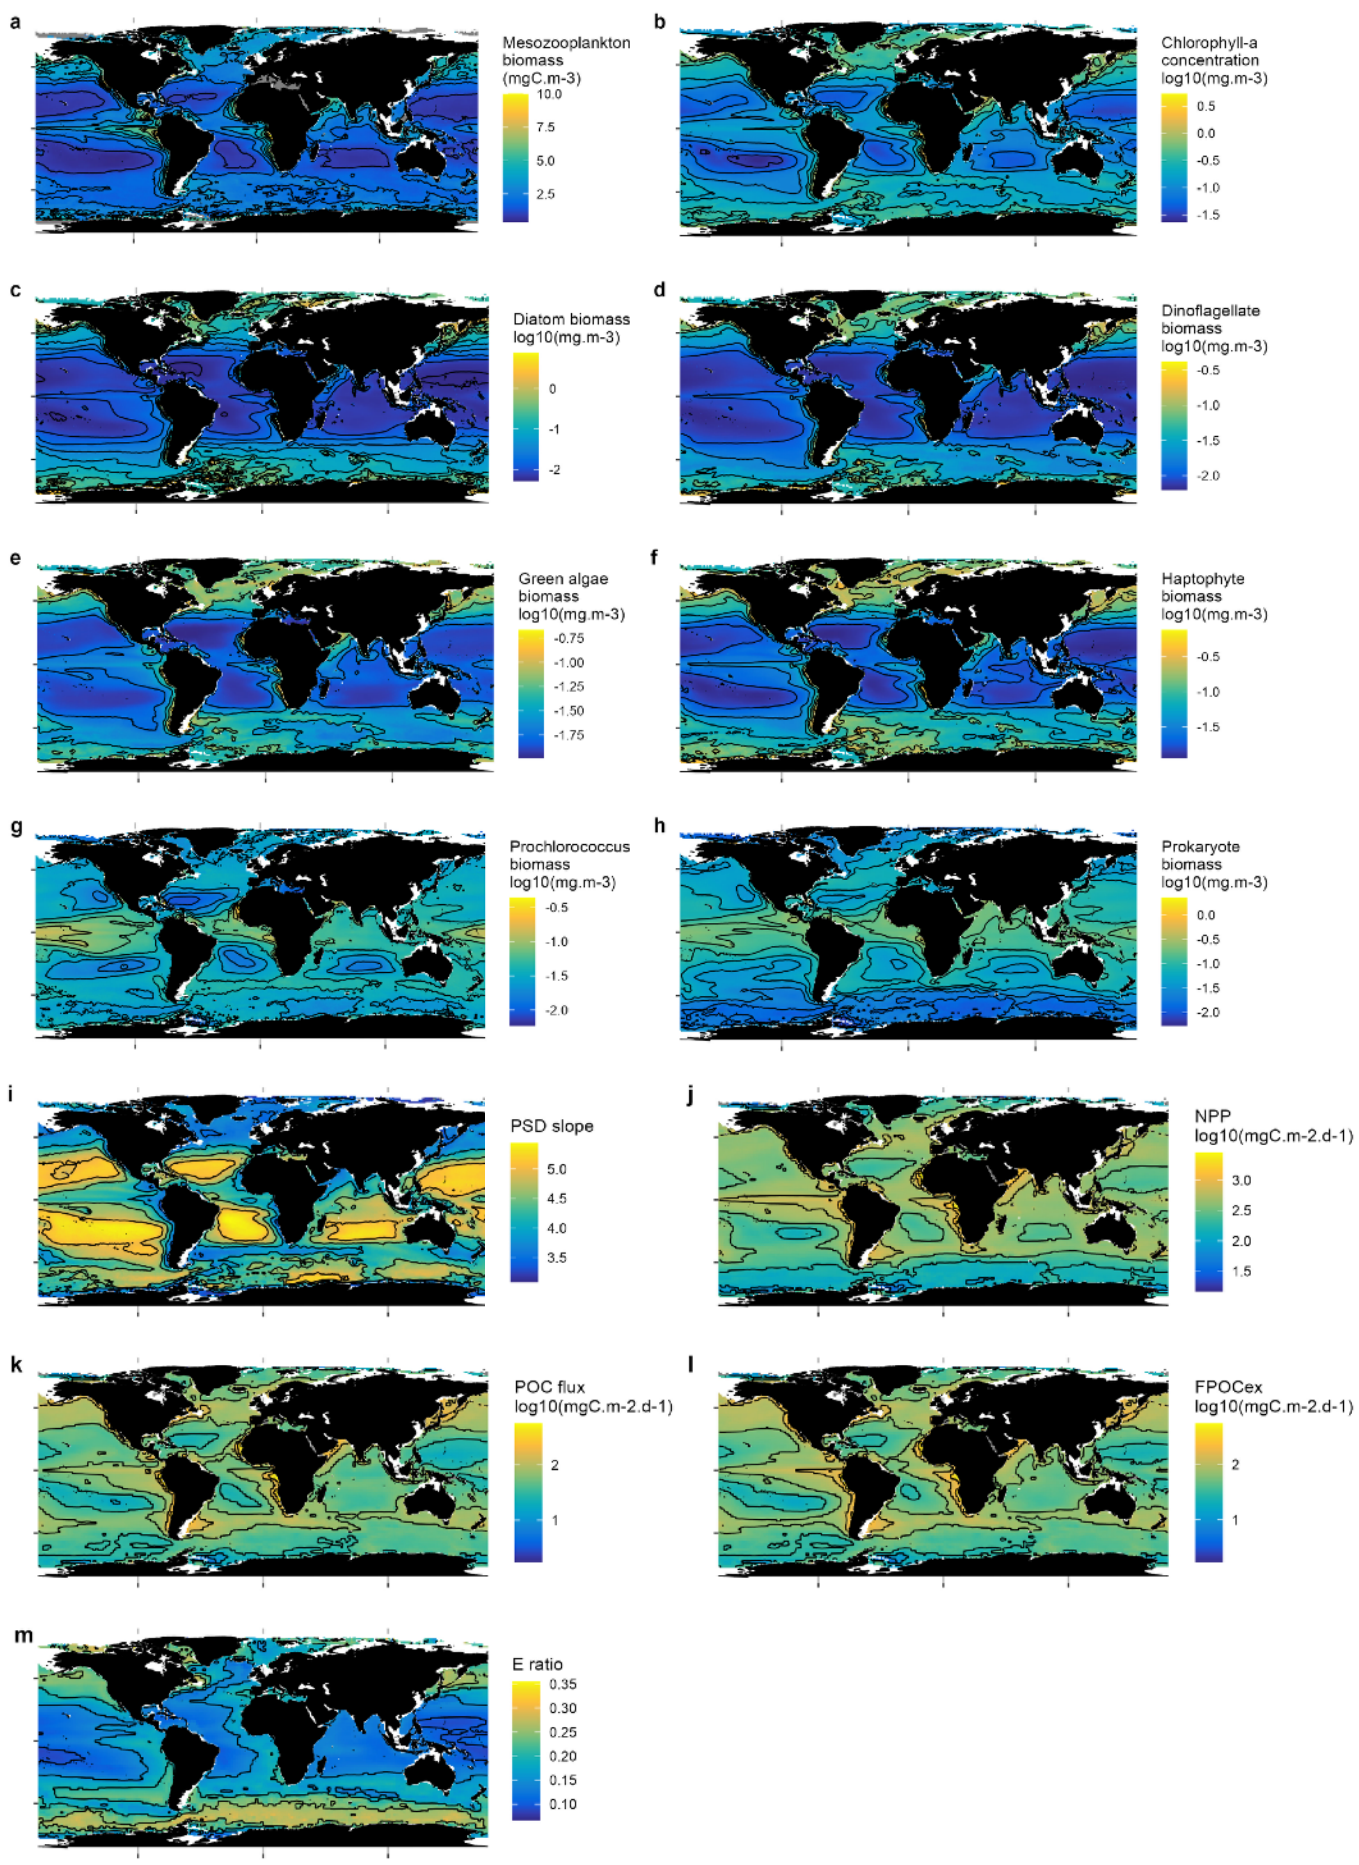 a
Mesozooplankton
biomass
(mgC.m-3)
10.0
7.5
5.0
2.5
b
Chlorophyll-a
concentration
log10(mg.m-3)
0.5
0.0
-0.5
-1.0
-1.5
c
Diatom biomass
log10(mg.m-3)
0
-1
-2
d
Dinoflagellate
biomass
log10(mg.m-3)
-0.5
-1.0
-1.5
-2.0
e
Green algae
biomass
log10(mg.m-3)
-0.75
-1.00
-1.25
-1.50
-1.75
f
Haptophyte
biomass
log10(mg.m-3)
-0.5
-1.0
-1.5
g
Prochlorococcus
biomass
log10(mg.m-3)
-0.5
-1.0
-1.5
-2.0
h
Prokaryote
biomass
log10(mg.m-3)
0.0
-0.5
-1.0
-1.5
-2.0
i
PSD slope
5.0
4.5
4.0
3.5
j
NPP
log10(mgC.m-2.d-1)
3.0
2.5
2.0
1.5
k
POC flux
log10(mgC.m-2.d-1)
2
1
l
FPOCex
log10(mgC.m-2.d-1)
2
1
m
E ratio
0.35
0.30
0.25
0.20
0.15
0.10